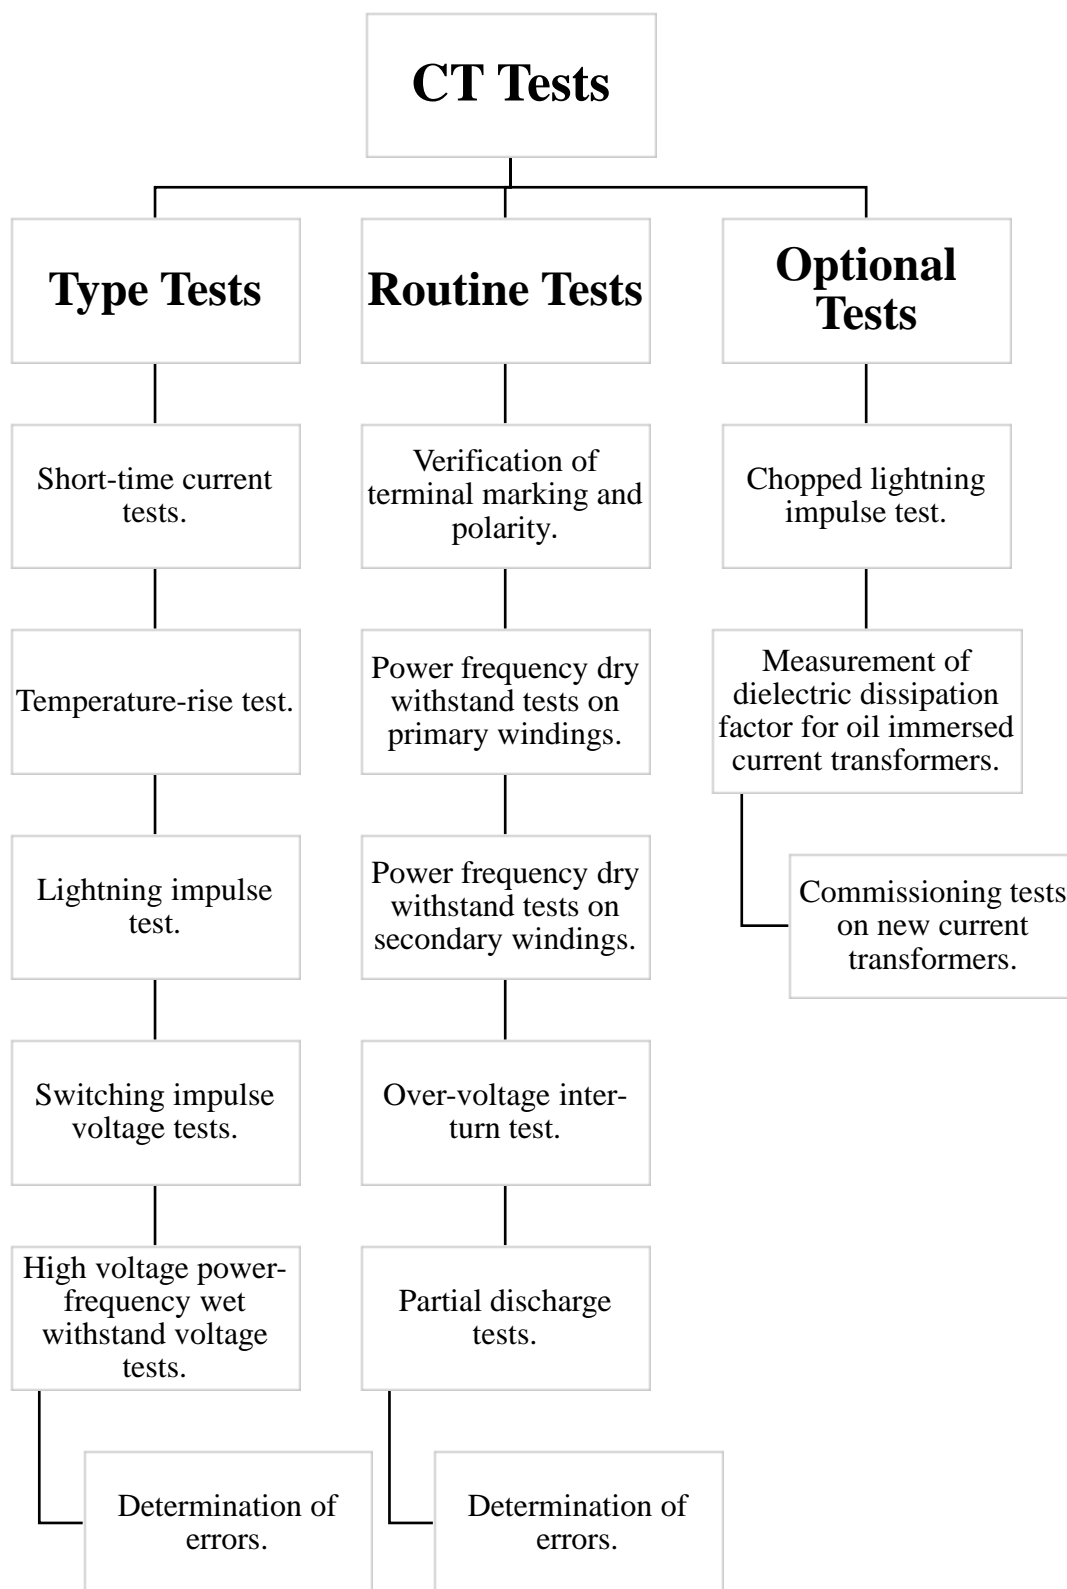 CT Tests
Type Tests
Routine Tests
Optional
Tests
Short-time current
tests.
Verification of
terminal marking and
polarity.
Chopped lightning
impulse test.
Temperature-rise test.
Power frequency dry
withstand tests on
primary windings.
Measurement of
dielectric dissipation
factor for oil immersed
current transformers.
Lightning impulse
test.
Power frequency dry
withstand tests on
secondary windings.
Commissioning tests
on new current
transformers.
Switching impulse
voltage tests.
Over-voltage inter-
turn test.
High voltage power-
frequency wet
withstand voltage
tests.
Partial discharge
tests.
Determination of
errors.
Determination of
errors.